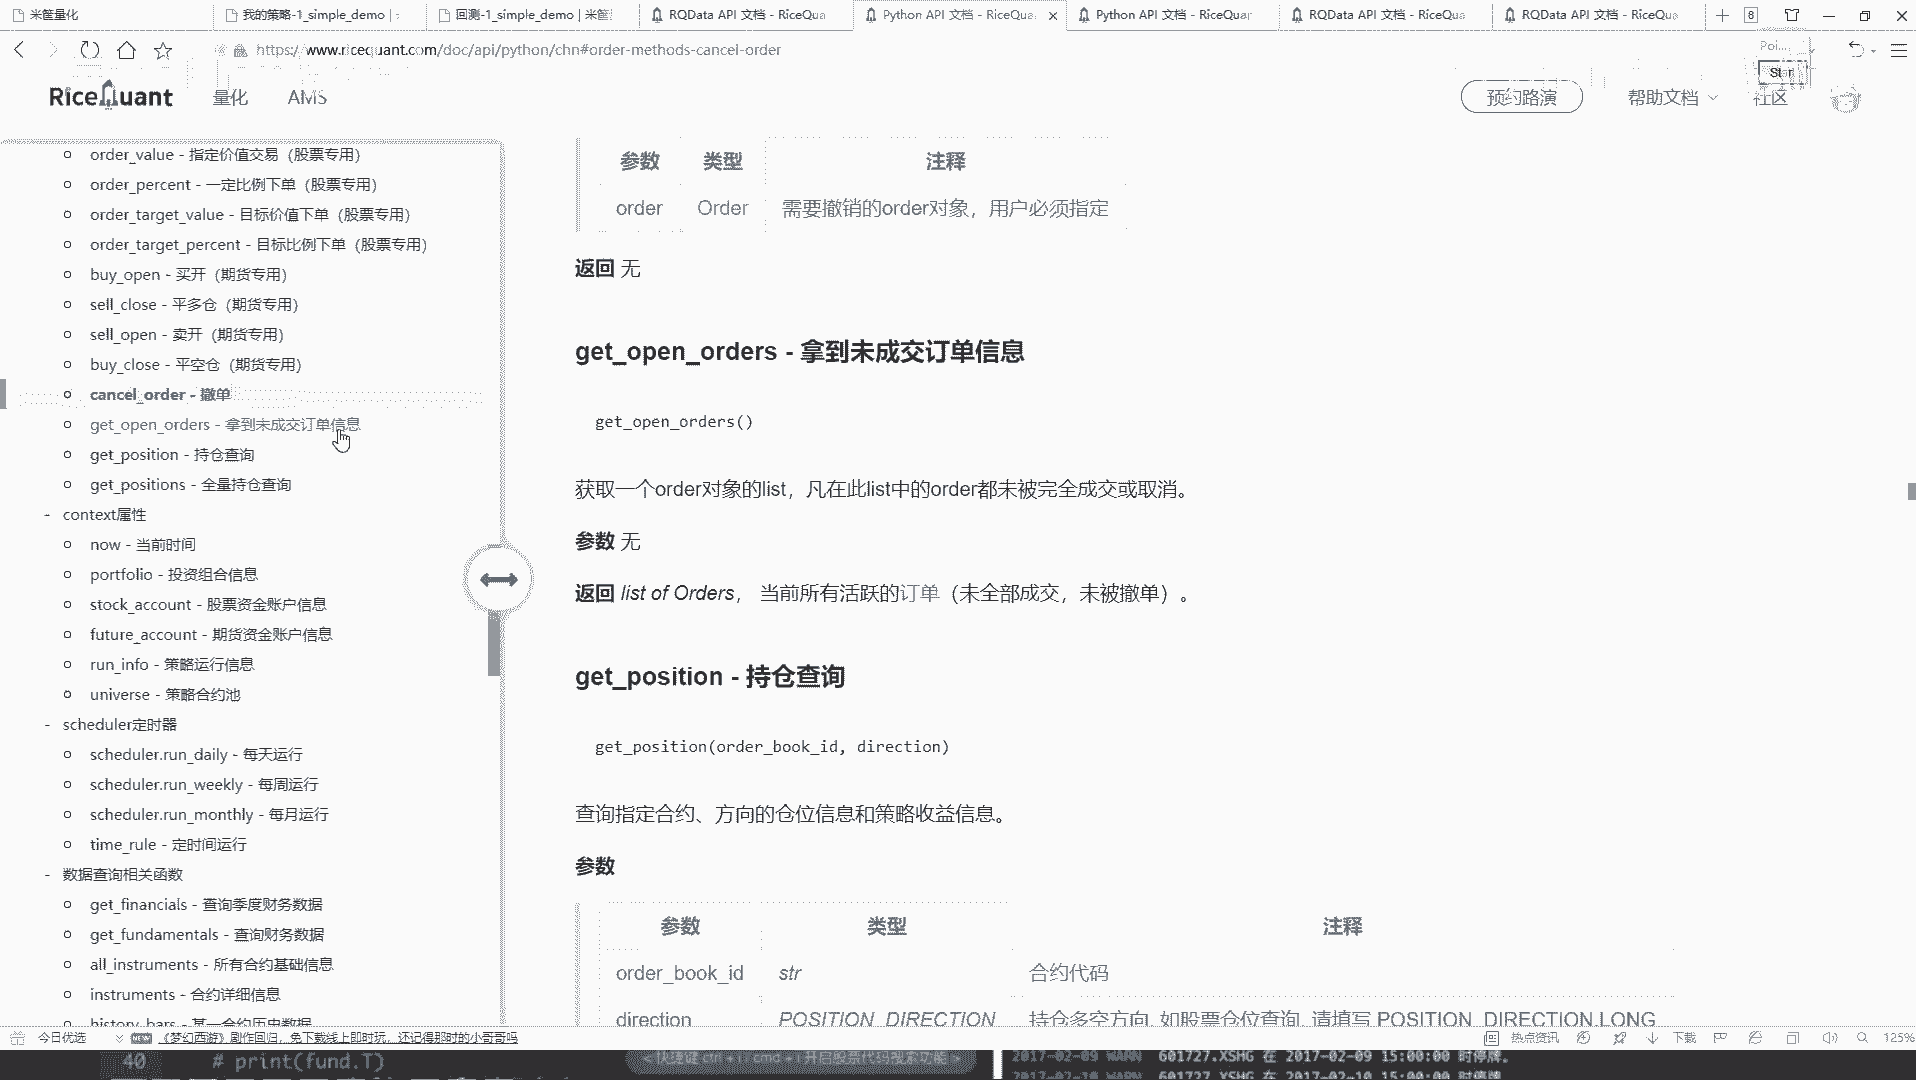 米筐量化
我的策略-1_simple_demo |
回测-1_simple_demo | 米筐
RQData API 文档 - RiceQua
Python API 文档 - RiceQua
Python API 文档 - RiceQuar
RQData API 文档 - RiceQua
RQData API 文档 - RiceQua
8
https://www.ricequant.com/doc/api/python/chn#order-methods-cancel-order
Poi...
Star
RiceQuant
量化
AMS
预约路演
帮助文档
社区
order_value - 指定价值交易（股票专用）
order_percent - 一定比例下单（股票专用）
order_target_value - 目标价值下单（股票专用）
order_target_percent - 目标比例下单（股票专用）
buy_open - 买开（期货专用）
sell_close - 平多仓（期货专用）
sell_open - 卖开（期货专用）
buy_close - 平空仓（期货专用）
cancel_order - 撤单
get_open_orders - 拿到未成交订单信息
get_position - 持仓查询
get_positions - 全量持仓查询
- context属性
now - 当前时间
portfolio - 投资组合信息
stock_account - 股票资金账户信息
future_account - 期货资金账户信息
run_info - 策略运行信息
universe - 策略合约池
- scheduler定时器
scheduler.run_daily - 每天运行
scheduler.run_weekly - 每周运行
scheduler.run_monthly - 每月运行
time_rule - 定时间运行
- 数据查询相关函数
get_financials - 查询季度财务数据
get_fundamentals - 查询财务数据
all_instruments - 所有合约基础信息
instruments - 合约详细信息
history_bars - 某一合约历史数据
参数 类型 注释
order Order 需要撤销的order对象，用户必须指定
返回 无
get_open_orders - 拿到未成交订单信息
get_open_orders()
获取一个order对象的list，凡在此list中的order都未被完全成交或取消。
参数 无
返回 list of Orders， 当前所有活跃的订单（未全部成交，未被撤单）。
get_position - 持仓查询
get_position(order_book_id, direction)
查询指定合约、方向的仓位信息和策略收益信息。
参数
参数 类型 注释
order_book_id str 合约代码
direction POSITION_DIRECTION 持仓多空方向, 如股票仓位查询, 请填写 POSITION_DIRECTION.LONG
今日优选
NEW
《梦幻西游》剧作回归，免下载线上即时玩，还记得那时的小哥哥吗
热点资讯
下载
125%
40 # print(fund.T)
<快捷键 ctrl + i / cmd + i 开启股票代码搜索功能>
2017-02-09 WARN 601727.XSHG 在 2017-02-09 15:00:00 时停牌。
2017-02-10 WARN 601727.XSHG 在 2017-02-10 15:00:00 时停牌。